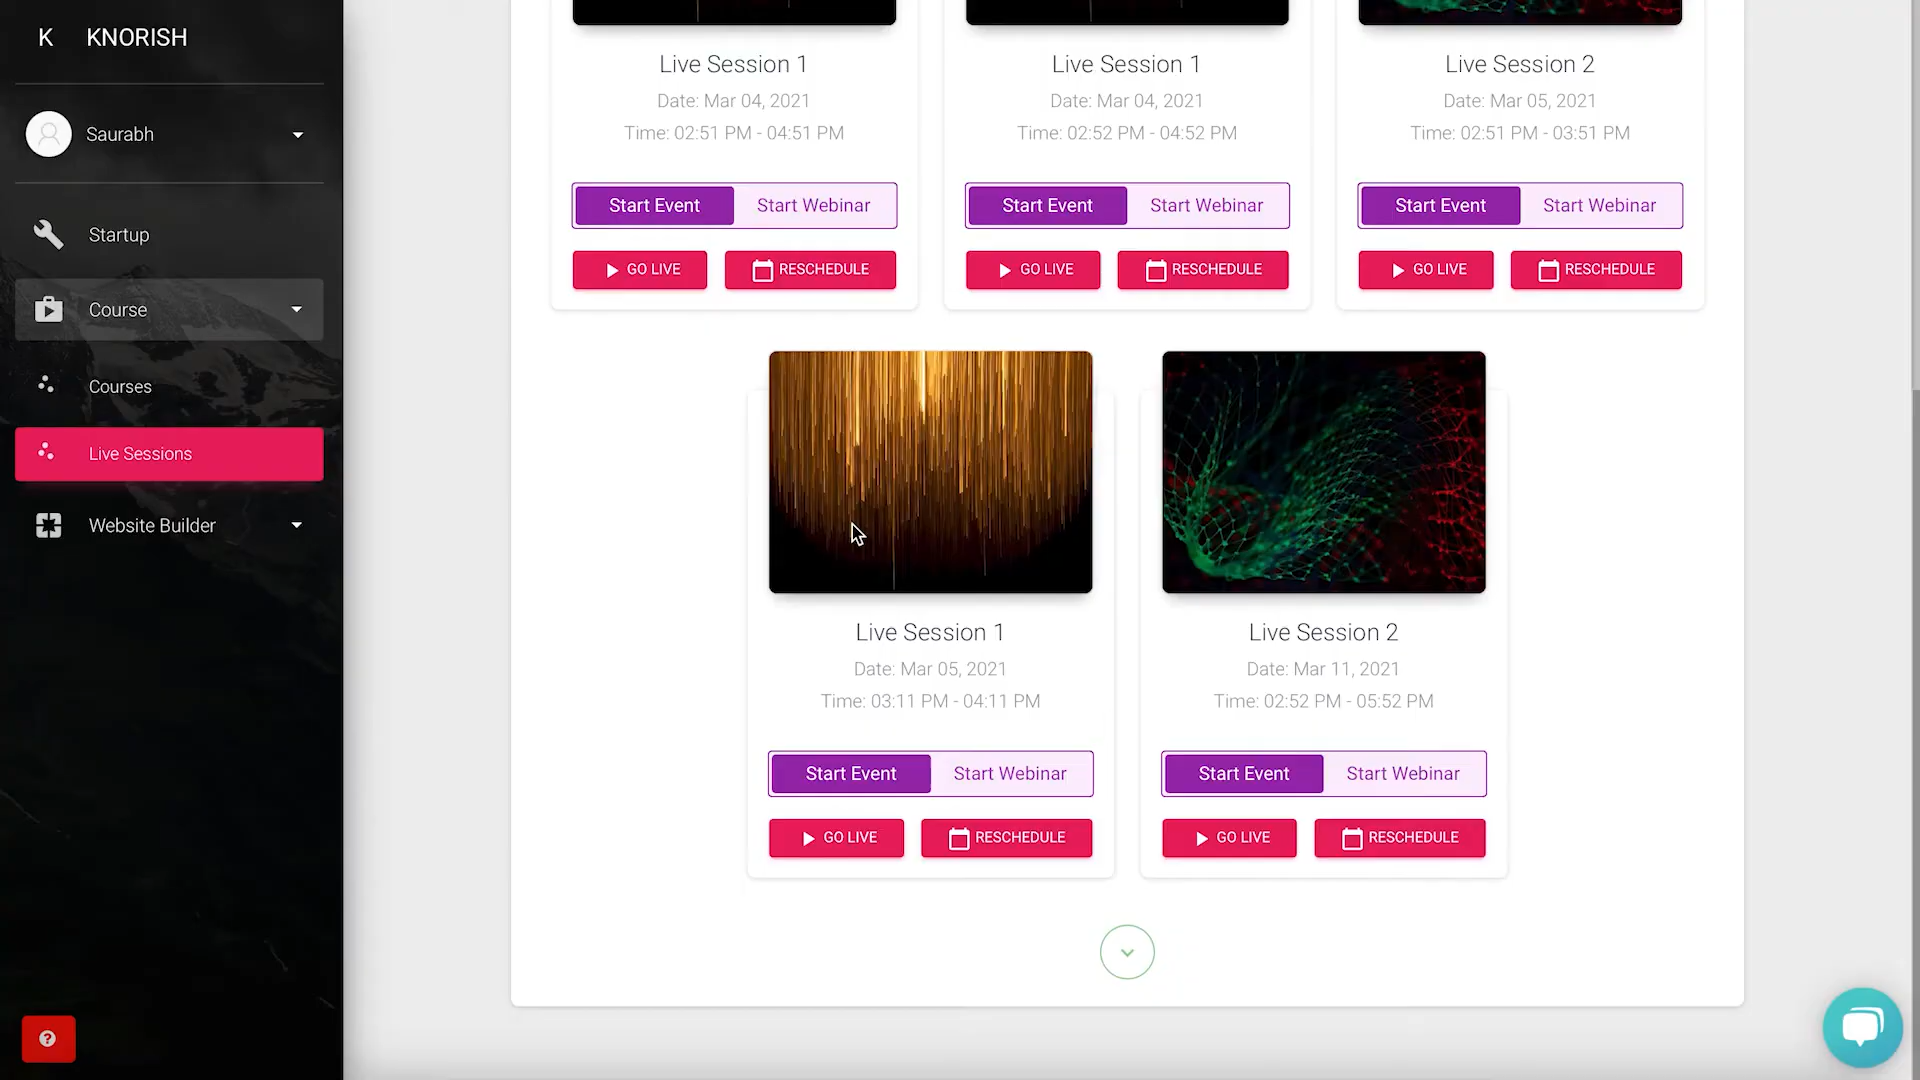 K KNORISH
Saurabh
Startup
Course
Courses
Live Sessions
Website Builder
Live Session 1
Date: Mar 04, 2021
Time: 02:51 PM - 04:51 PM
Start Event Start Webinar
GO LIVE RESCHEDULE
Live Session 1
Date: Mar 04, 2021
Time: 02:52 PM - 04:52 PM
Start Event Start Webinar
GO LIVE RESCHEDULE
Live Session 2
Date: Mar 05, 2021
Time: 02:51 PM - 03:51 PM
Start Event Start Webinar
GO LIVE RESCHEDULE
Live Session 1
Date: Mar 05, 2021
Time: 03:11 PM - 04:11 PM
Start Event Start Webinar
GO LIVE RESCHEDULE
Live Session 2
Date: Mar 11, 2021
Time: 02:52 PM - 05:52 PM
Start Event Start Webinar
GO LIVE RESCHEDULE